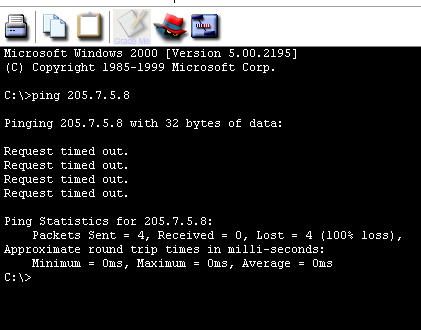 Grade Me
Microsoft Windows 2000 [Version 5.00.2195]
(C) Copyright 1985-1999 Microsoft Corp.
C:\>ping 205.7.5.8
Pinging 205.7.5.8 with 32 bytes of data:
Request timed out.
Request timed out.
Request timed out.
Request timed out.
Ping Statistics for 205.7.5.8:
Packets Sent = 4, Received = 0, Lost = 4 (100% loss),
Approximate round trip times in milli-seconds:
Minimum = 0ms, Maximum = 0ms, Average = 0ms
C:\>